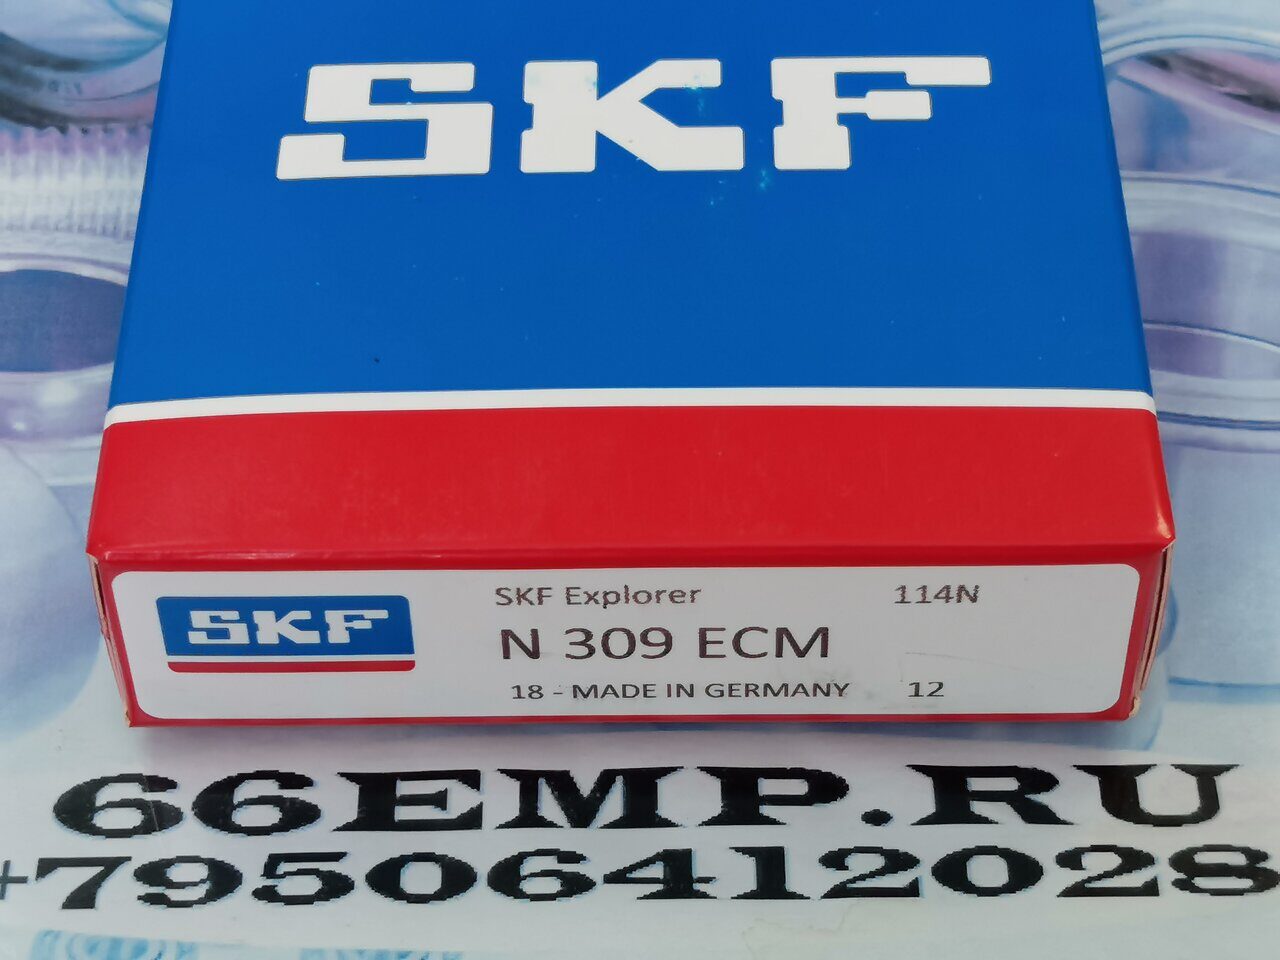 SKF
SKF
SKF Explorer 114N
N 309 ECM
18 - MADE IN GERMANY 12
66EMP.RU
+79506412028